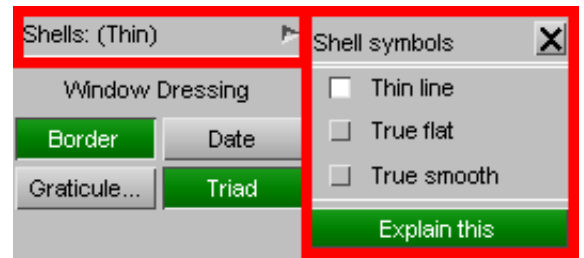 Shells: (Thin)
Window Dressing
Border Date
Graticule... Triad
Shell symbols
Thin line
True flat
True smooth
Explain this